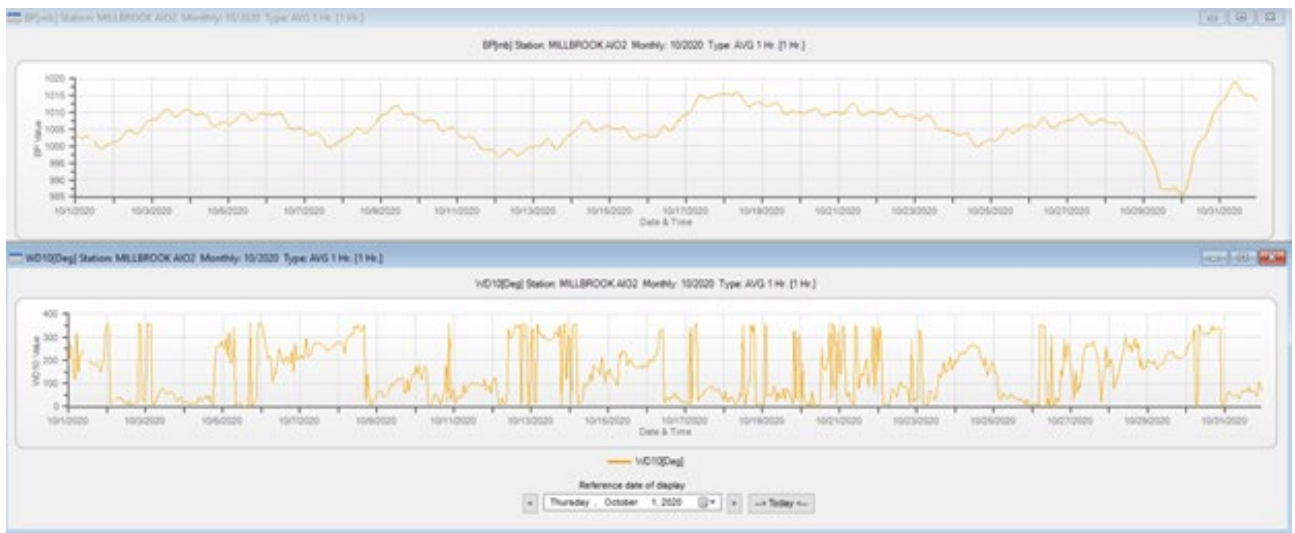 BP[mb] Station: MILLBROOK AIO2 Monthly: 10/2020 Type: AVG 1 Hr. [1 Hr.]
BP[mb] Station: MILLBROOK AIO2 Monthly: 10/2020 Type: AVG 1 Hr. [1 Hr.]
BP Value
1020
1015
1010
1005
1000
995
990
985
10/1/2020 10/3/2020 10/5/2020 10/7/2020 10/9/2020 10/11/2020 10/13/2020 10/15/2020 10/17/2020 10/19/2020 10/21/2020 10/23/2020 10/25/2020 10/27/2020 10/29/2020 10/31/2020
Date & Time
WD10[Deg] Station: MILLBROOK AIO2 Monthly: 10/2020 Type: AVG 1 Hr. [1 Hr.]
WD10[Deg] Station: MILLBROOK AIO2 Monthly: 10/2020 Type: AVG 1 Hr. [1 Hr.]
WD10 Value
400
300
200
100
0
10/1/2020 10/3/2020 10/5/2020 10/7/2020 10/9/2020 10/11/2020 10/13/2020 10/15/2020 10/17/2020 10/19/2020 10/21/2020 10/23/2020 10/25/2020 10/27/2020 10/29/2020 10/31/2020
Date & Time
WD10[Deg]
Reference date of display
< Thursday , October 1, 2020 > --> Today <--